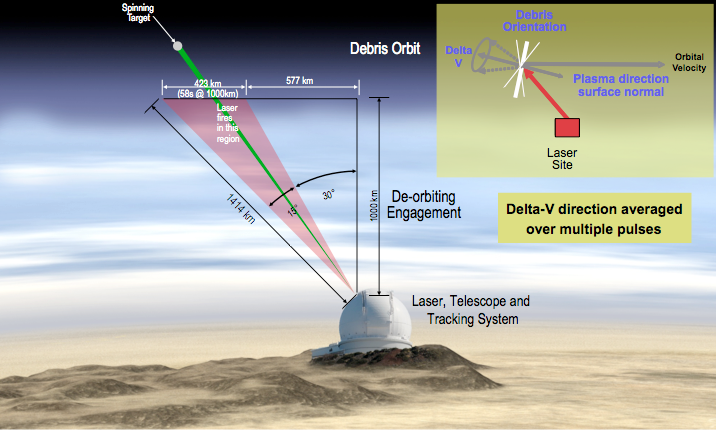 Spinning
Target
Debris Orbit
423 km
(58s @ 1000km)
577 km
Laser
fires
in this
region
30°
15°
1414 km
1000 km
De-orbiting
Engagement
Laser, Telescope and
Tracking System
Debris
Orientation
Delta
V
Orbital
Velocity
Plasma direction
surface normal
Laser
Site
Delta-V direction averaged
over multiple pulses